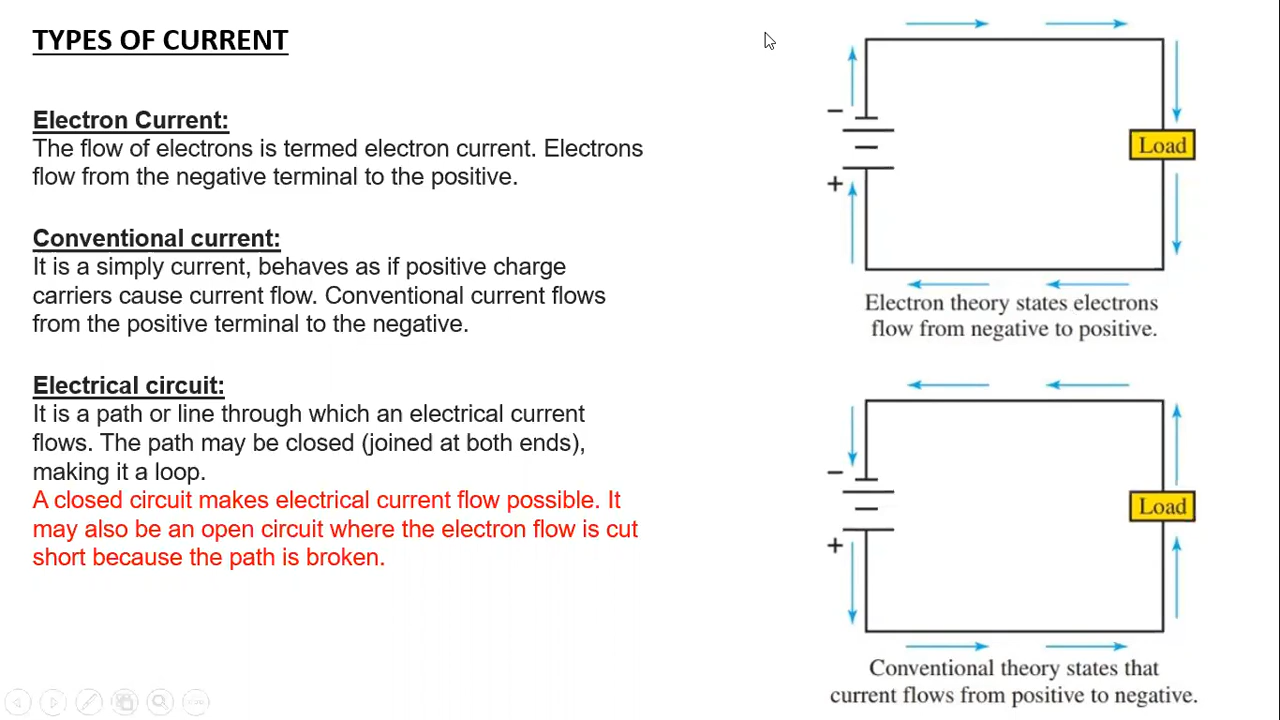 TYPES OF CURRENT
Electron Current:
The flow of electrons is termed electron current. Electrons
flow from the negative terminal to the positive.
Conventional current:
It is a simply current, behaves as if positive charge
carriers cause current flow. Conventional current flows
from the positive terminal to the negative.
Electrical circuit:
It is a path or line through which an electrical current
flows. The path may be closed (joined at both ends),
making it a loop.
A closed circuit makes electrical current flow possible. It
may also be an open circuit where the electron flow is cut
short because the path is broken.
−
Load
+
Electron theory states electrons
flow from negative to positive.
−
Load
+
Conventional theory states that
current flows from positive to negative.